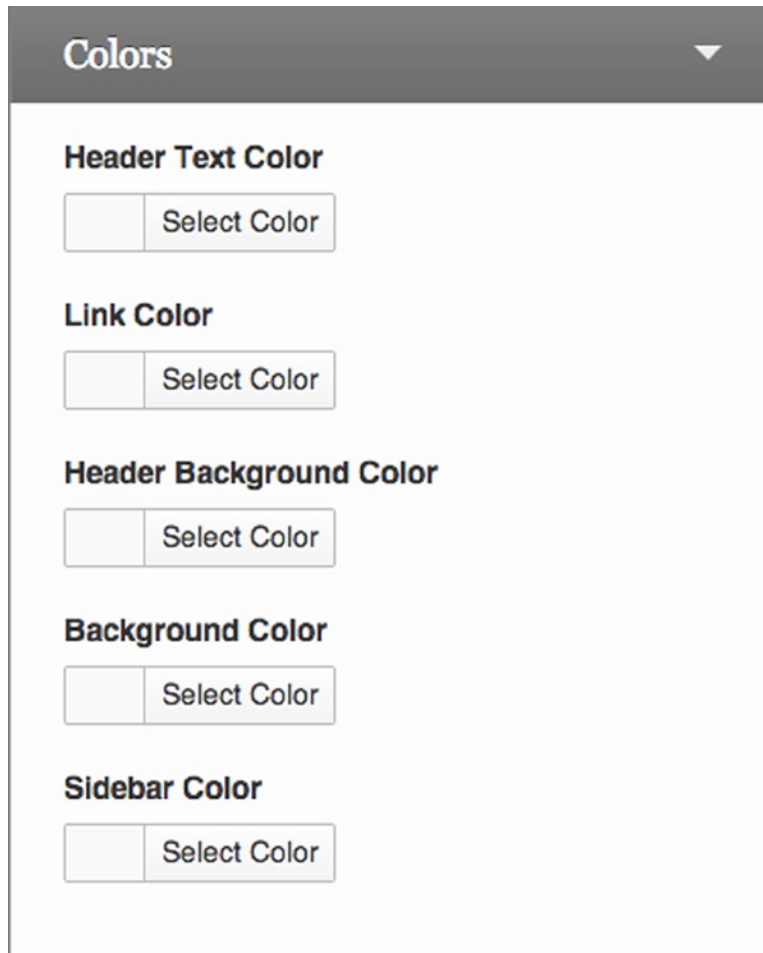 Colors
Header Text Color
Select Color
Link Color
Select Color
Header Background Color
Select Color
Background Color
Select Color
Sidebar Color
Select Color